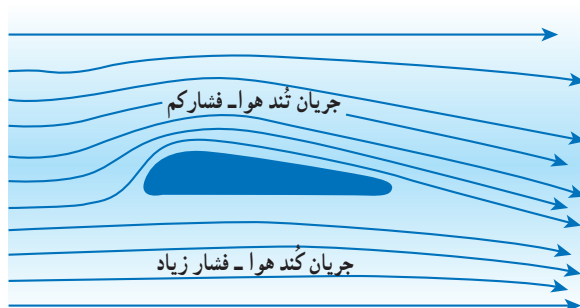 جریان تُند هوا ـ فشارکم
جریان کُند هوا ـ فشار زیاد